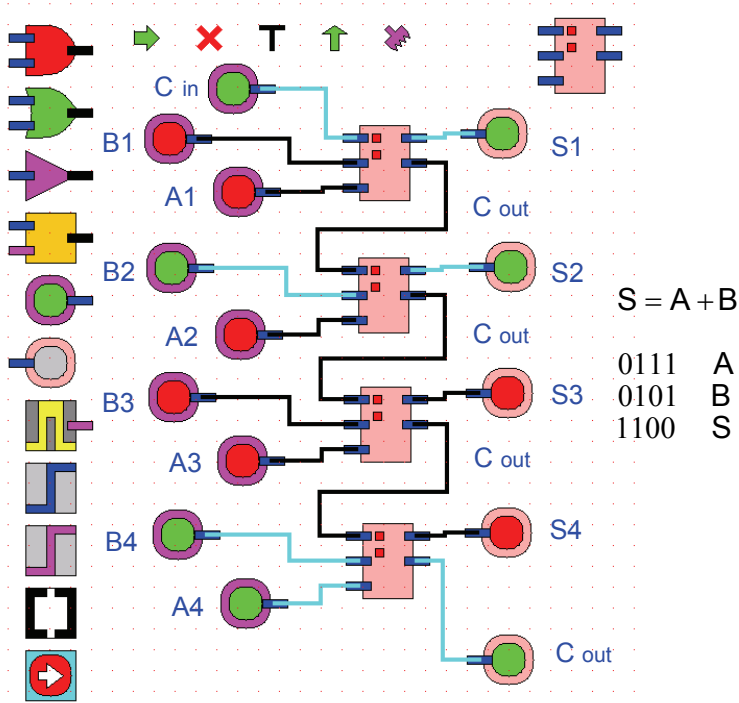 T
C in
B1
S1
A1
C out
B2
S2
A2
C out
B3
S3
A3
C out
B4
S4
A4
C out
S = A + B
0111 A
0101 B
1100 S